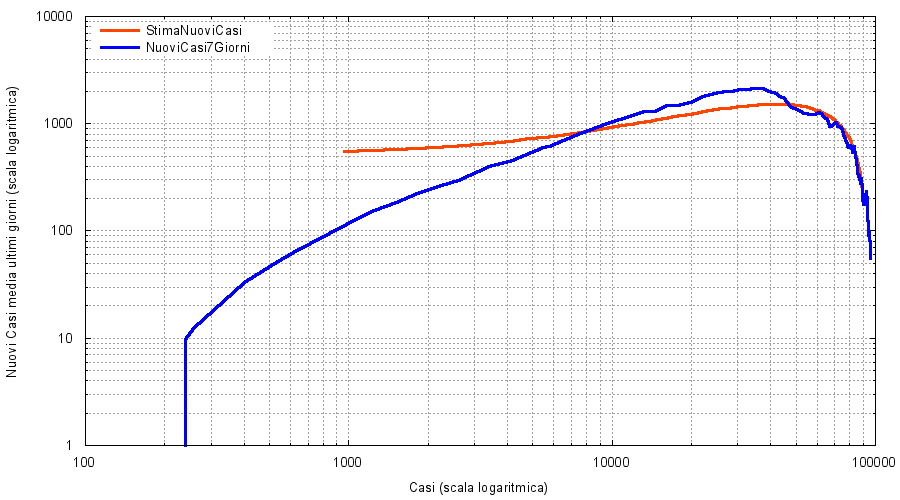 10000
1000
100
10
1
StimaNuoviCasi
NuoviCasi7Giorni
Nuovi Casi media ultimi giorni (scala logaritmica)
100 1000 10000 100000
Casi (scala logaritmica)